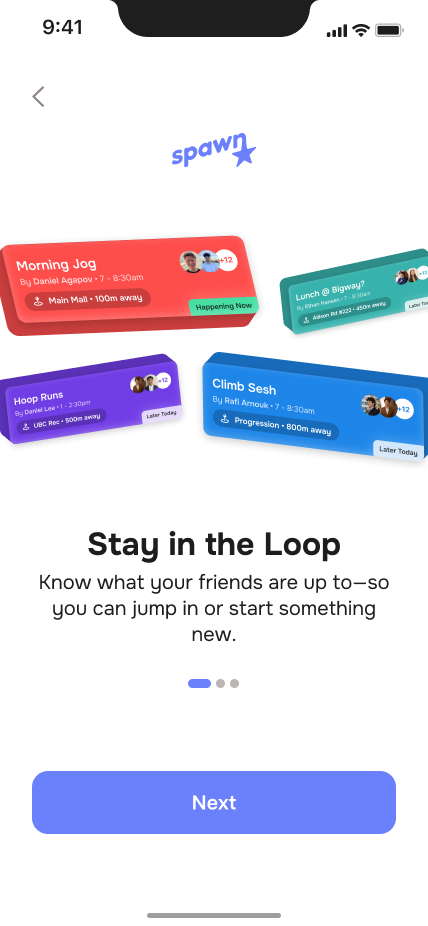 9:41
spawn
Morning Jog
By Daniel Agapov • 7 - 8:30am
+12
Main Mall • 100m away
Happening Now
Lunch @ Bigway?
By Ethan Hansen • 7 - 8:30am
+12
Allison Rd #222 • 450m away
Later Toda
Hoop Runs
By Daniel Lee • 1 - 2:30pm
+12
UBC Rec • 500m away
Later Today
Climb Sesh
By Rafi Arnouk • 7 - 8:30am
+12
Progression • 800m away
Later Today
Stay in the Loop
Know what your friends are up to—so
you can jump in or start something
new.
Next